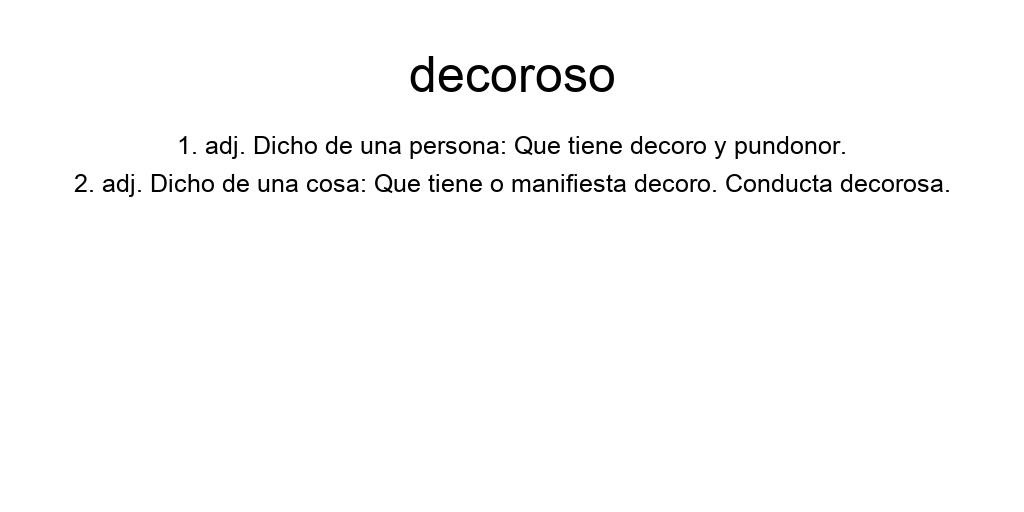 decoroso
1. adj. Dicho de una persona: Que tiene decoro y pundonor.
2. adj. Dicho de una cosa: Que tiene o manifiesta decoro. Conducta decorosa.